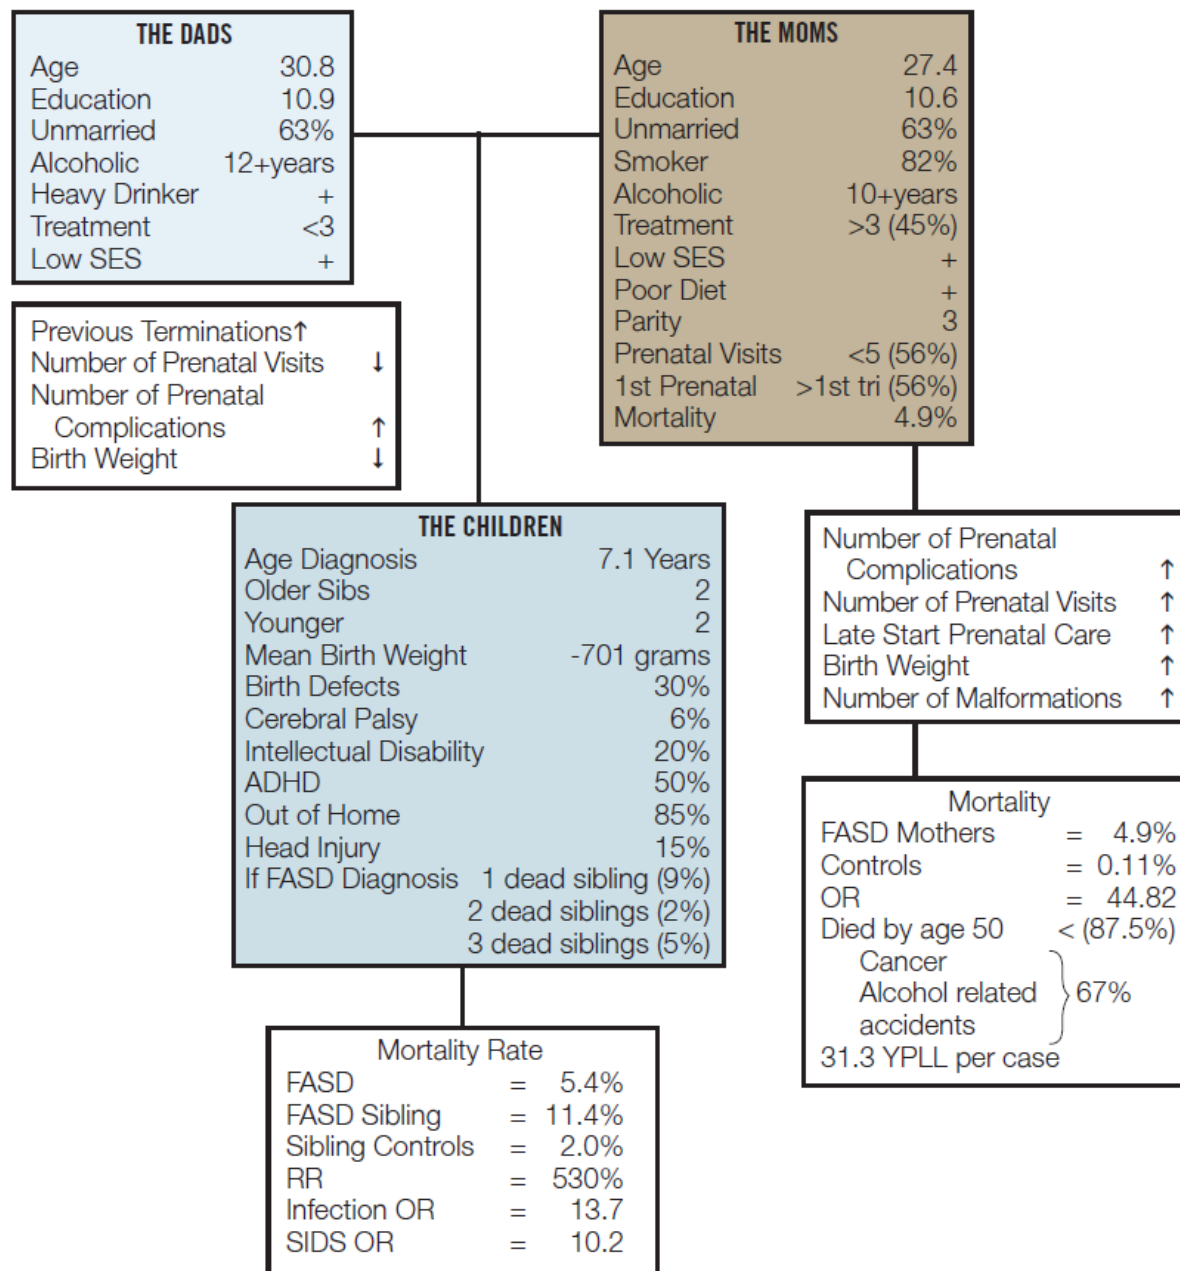 THE DADS
Age 30.8
Education 10.9
Unmarried 63%
Alcoholic 12+years
Heavy Drinker +
Treatment <3
Low SES +
THE MOMS
Age 27.4
Education 10.6
Unmarried 63%
Smoker 82%
Alcoholic 10+years
Treatment >3 (45%)
Low SES +
Poor Diet +
Parity 3
Prenatal Visits <5 (56%)
1st Prenatal >1st tri (56%)
Mortality 4.9%
Previous Terminations↑
Number of Prenatal Visits ↓
Number of Prenatal
Complications ↑
Birth Weight ↓
THE CHILDREN
Age Diagnosis 7.1 Years
Older Sibs 2
Younger 2
Mean Birth Weight -701 grams
Birth Defects 30%
Cerebral Palsy 6%
Intellectual Disability 20%
ADHD 50%
Out of Home 85%
Head Injury 15%
If FASD Diagnosis 1 dead sibling (9%)
2 dead siblings (2%)
3 dead siblings (5%)
Number of Prenatal
Complications ↑
Number of Prenatal Visits ↑
Late Start Prenatal Care ↑
Birth Weight ↑
Number of Malformations ↑
Mortality
FASD Mothers = 4.9%
Controls = 0.11%
OR = 44.82
Died by age 50 < (87.5%)
Cancer
Alcohol related } 67%
accidents
31.3 YPLL per case
Mortality Rate
FASD = 5.4%
FASD Sibling = 11.4%
Sibling Controls = 2.0%
RR = 530%
Infection OR = 13.7
SIDS OR = 10.2